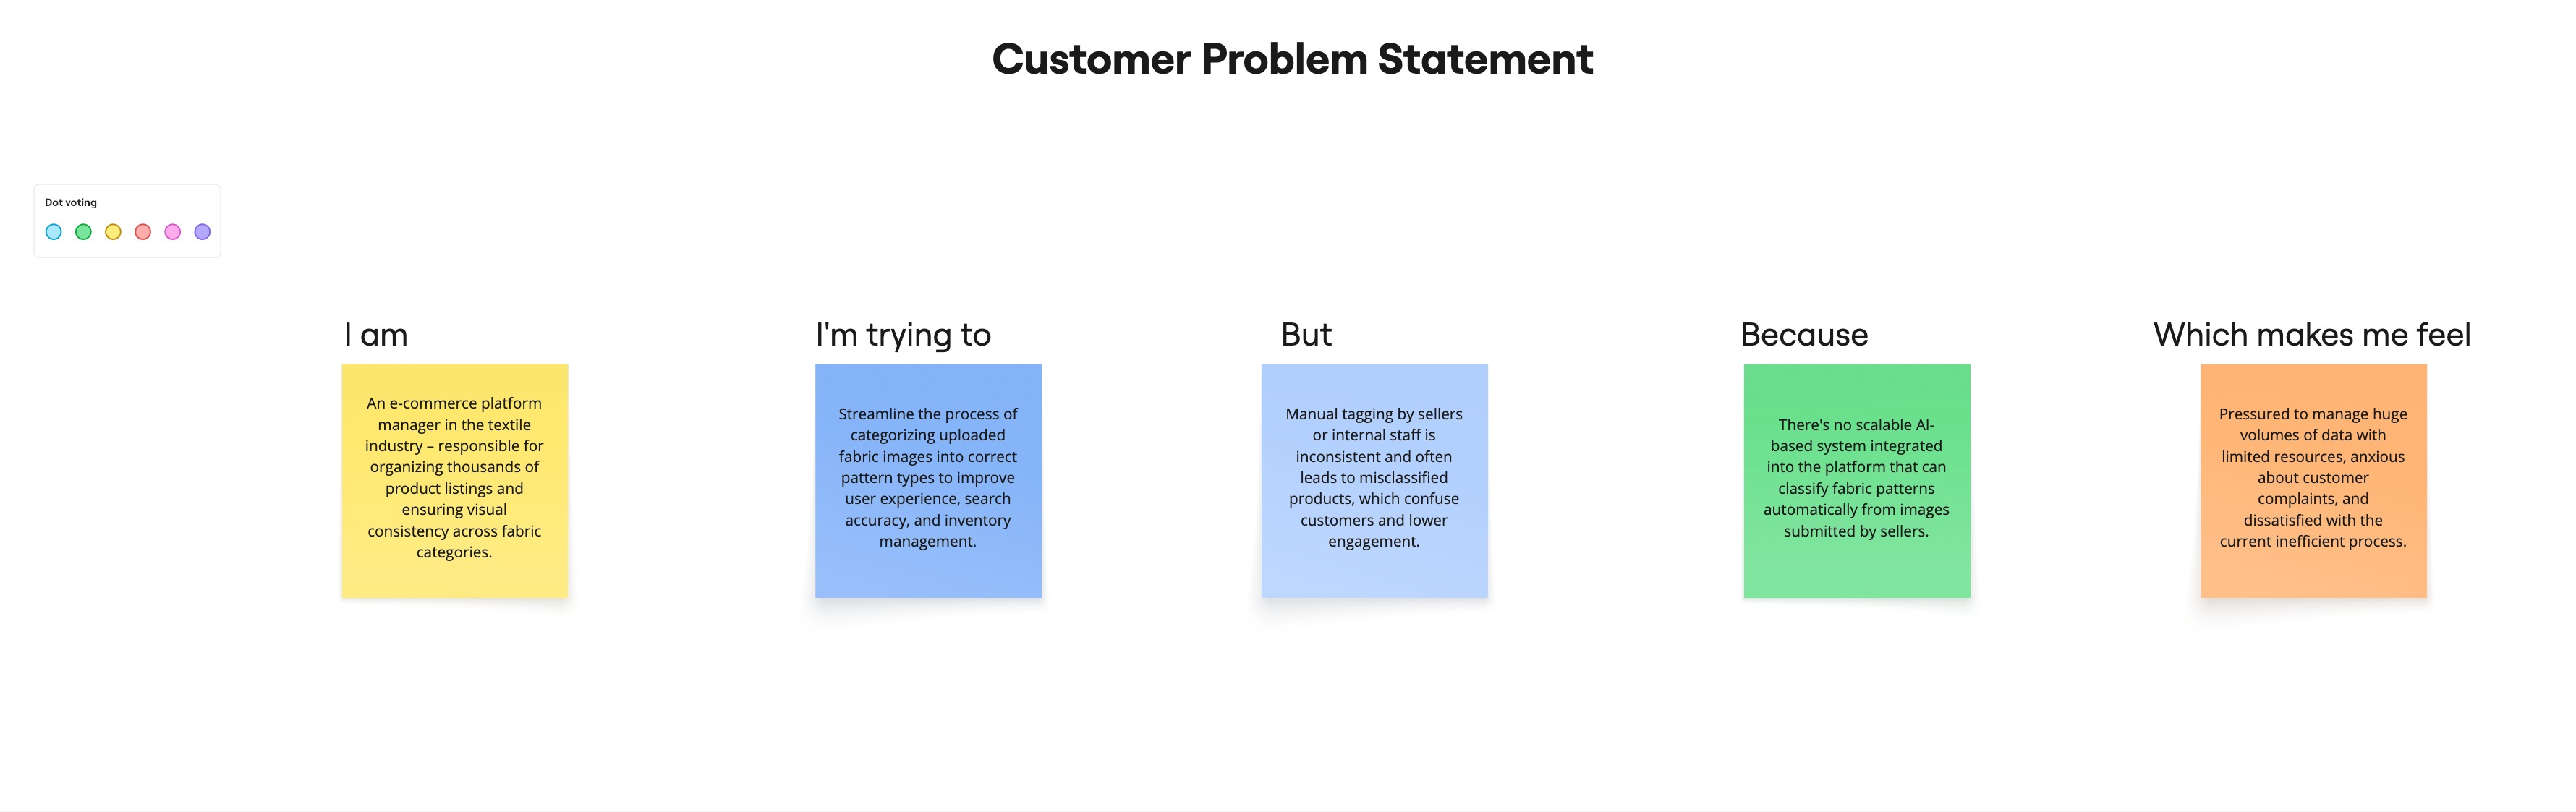 Customer Problem Statement
Dot voting
I am
An e-commerce platform
manager in the textile
industry – responsible for
organizing thousands of
product listings and
ensuring visual
consistency across fabric
categories.
I'm trying to
Streamline the process of
categorizing uploaded
fabric images into correct
pattern types to improve
user experience, search
accuracy, and inventory
management.
But
Manual tagging by sellers
or internal staff is
inconsistent and often
leads to misclassified
products, which confuse
customers and lower
engagement.
Because
There's no scalable AI-
based system integrated
into the platform that can
classify fabric patterns
automatically from images
submitted by sellers.
Which makes me feel
Pressured to manage huge
volumes of data with
limited resources, anxious
about customer
complaints, and
dissatisfied with the
current inefficient process.